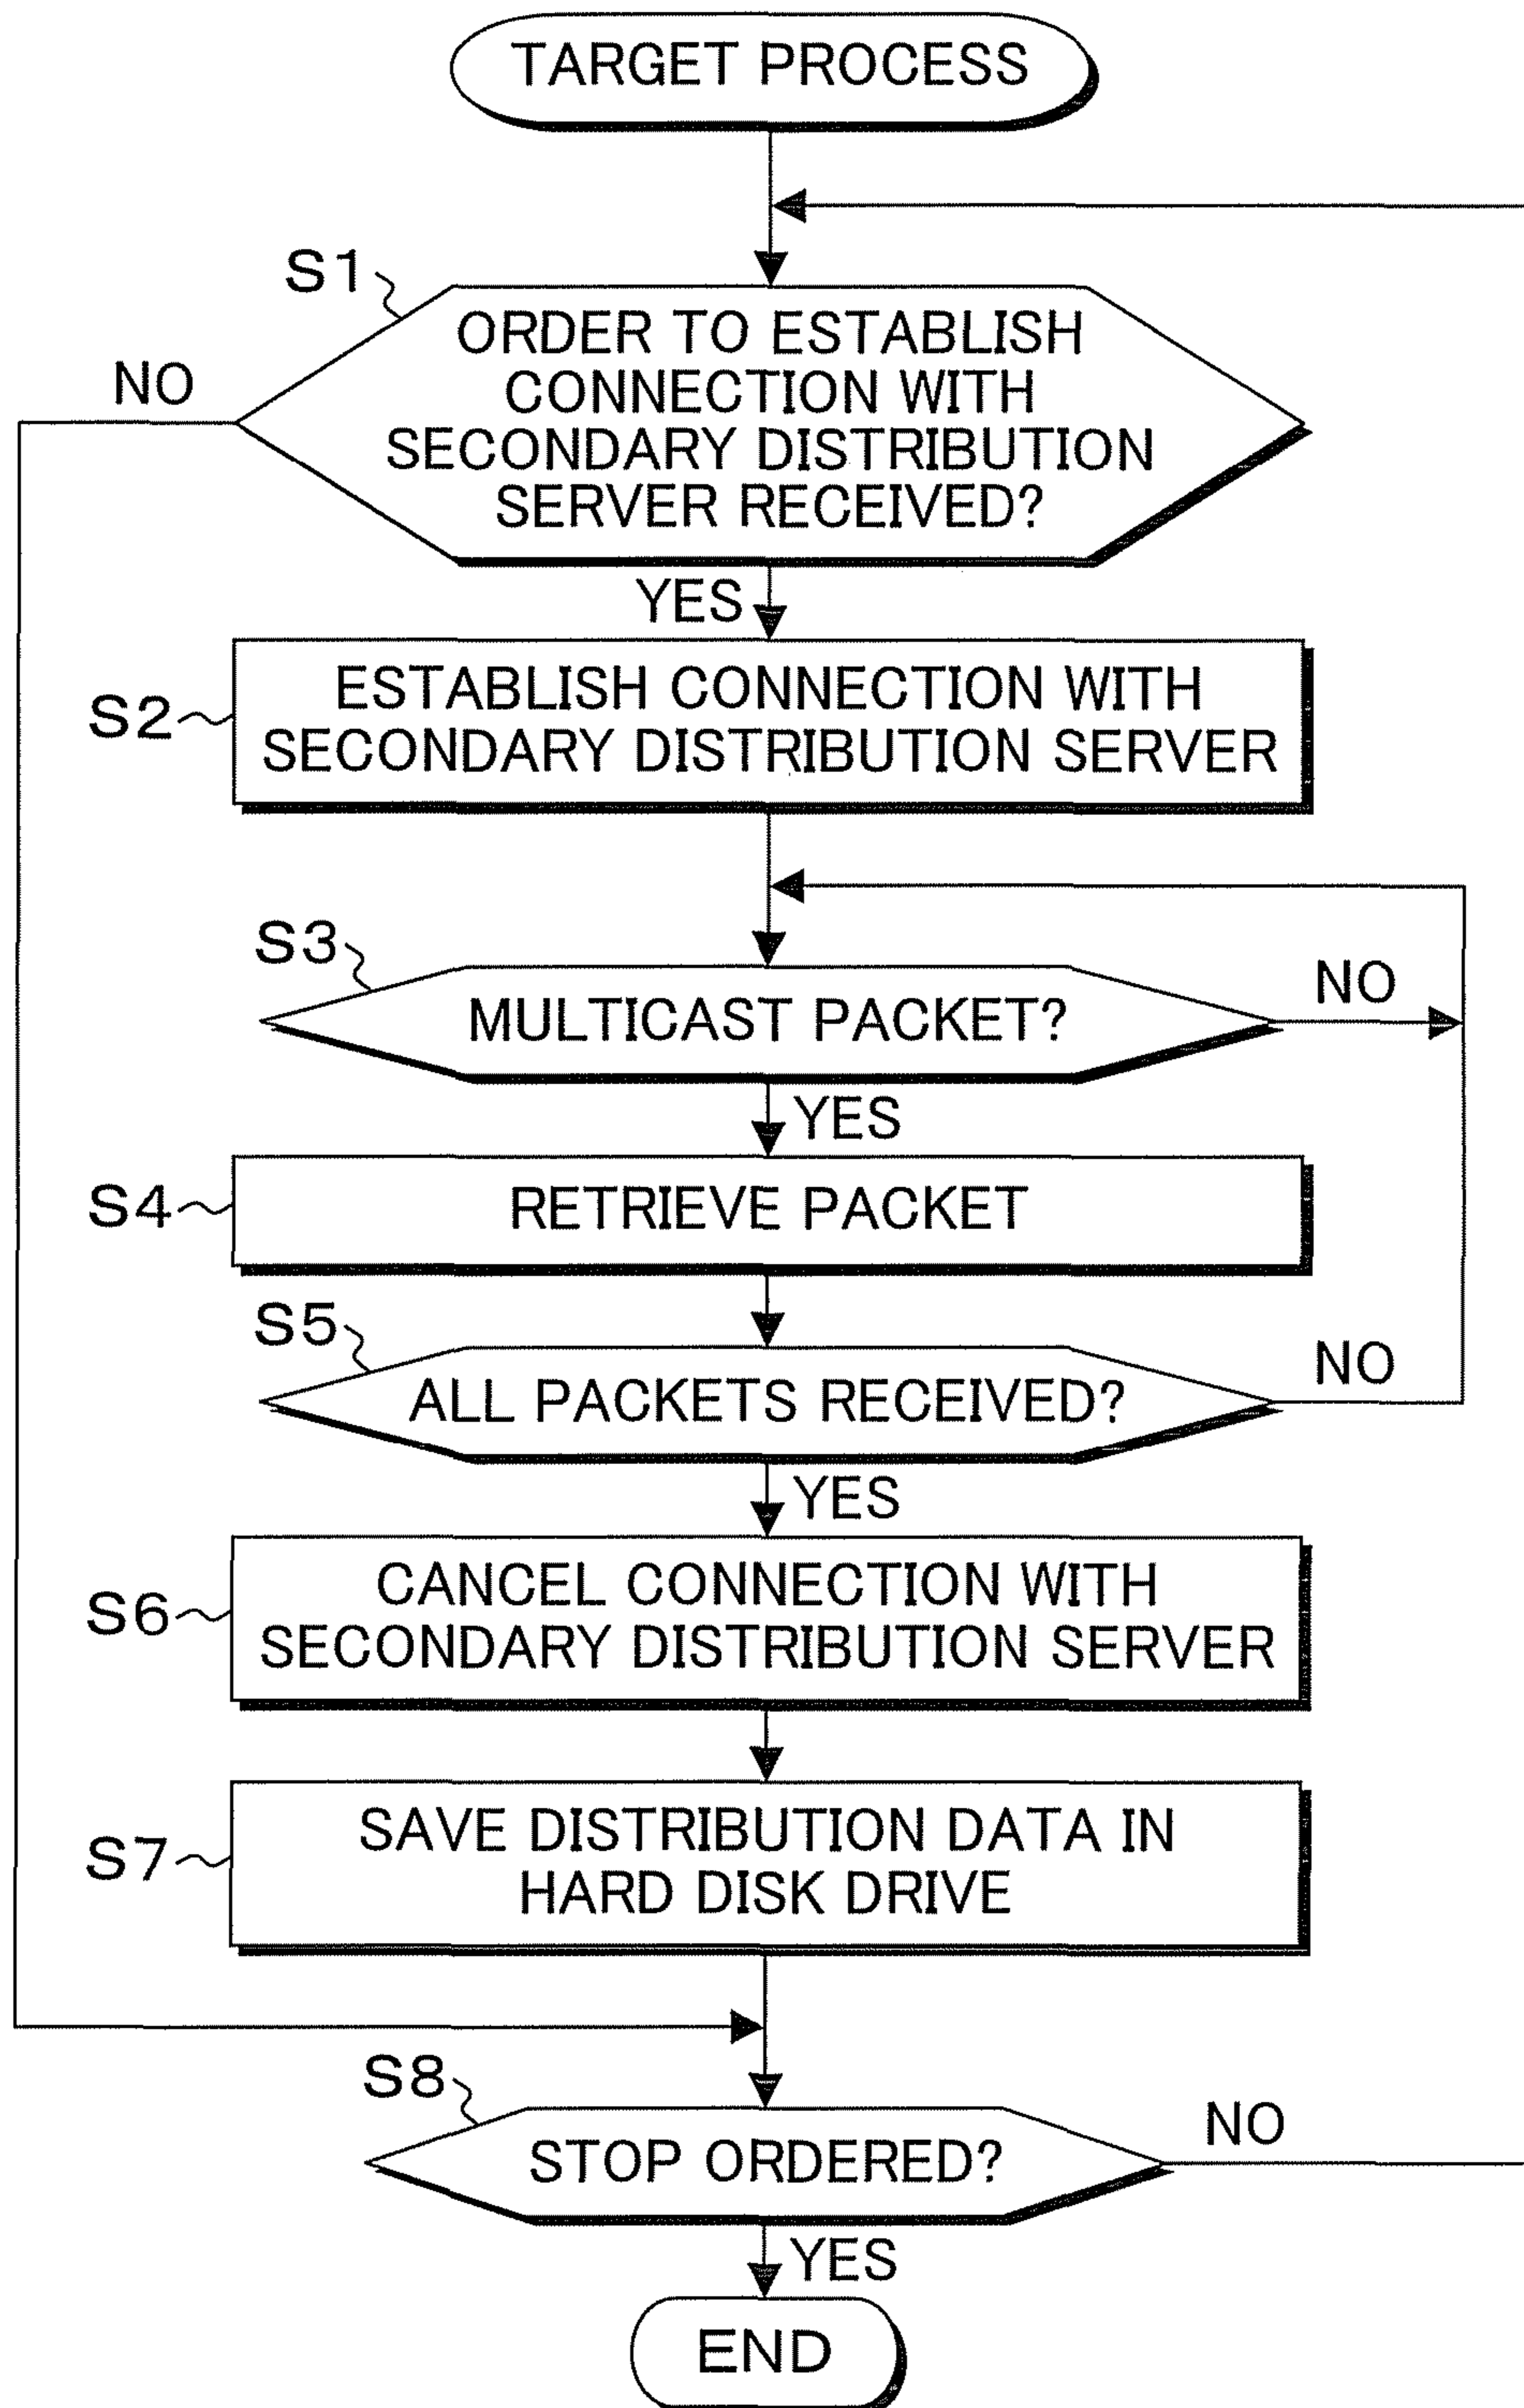 TARGET PROCESS
S1
ORDER TO ESTABLISH
CONNECTION WITH
SECONDARY DISTRIBUTION
SERVER RECEIVED?
NO
YES
S2
ESTABLISH CONNECTION WITH
SECONDARY DISTRIBUTION SERVER
S3
MULTICAST PACKET?
NO
YES
S4
RETRIEVE PACKET
S5
ALL PACKETS RECEIVED?
NO
YES
S6
CANCEL CONNECTION WITH
SECONDARY DISTRIBUTION SERVER
S7
SAVE DISTRIBUTION DATA IN
HARD DISK DRIVE
S8
STOP ORDERED?
NO
YES
END